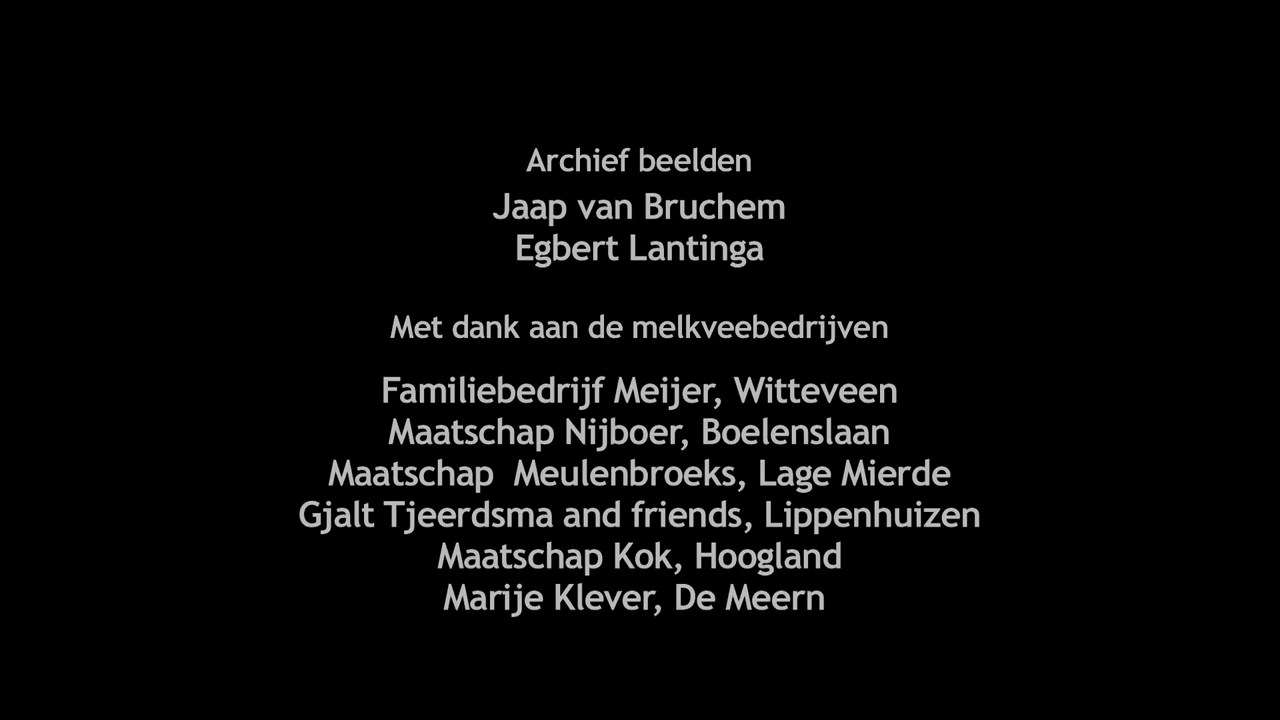 Archief beelden
Jaap van Bruchem
Egbert Lantinga
Met dank aan de melkveebedrijven
Familiebedrijf Meijer, Witteveen
Maatschap Nijboer, Boelenslaan
Maatschap  Meulenbroeks, Lage Mierde
Gjalt Tjeerdsma and friends, Lippenhuizen
Maatschap Kok, Hoogland
Marije Klever, De Meern